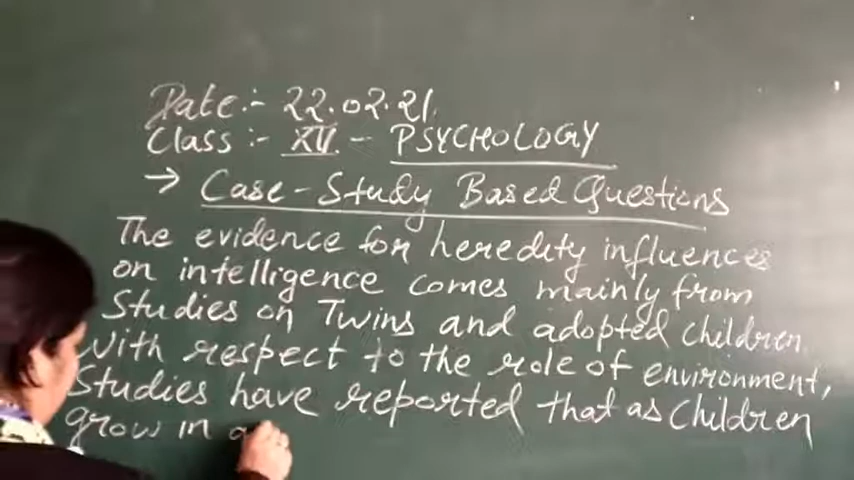 Date :- 22.02.21.
Class :- XII - PSYCHOLOGY
→ Case-Study Based Questions
The evidence for heredity influences
on intelligence comes mainly from
Studies on Twins and adopted children
with respect to the role of environment,
Studies have reported that as Children
grow in a